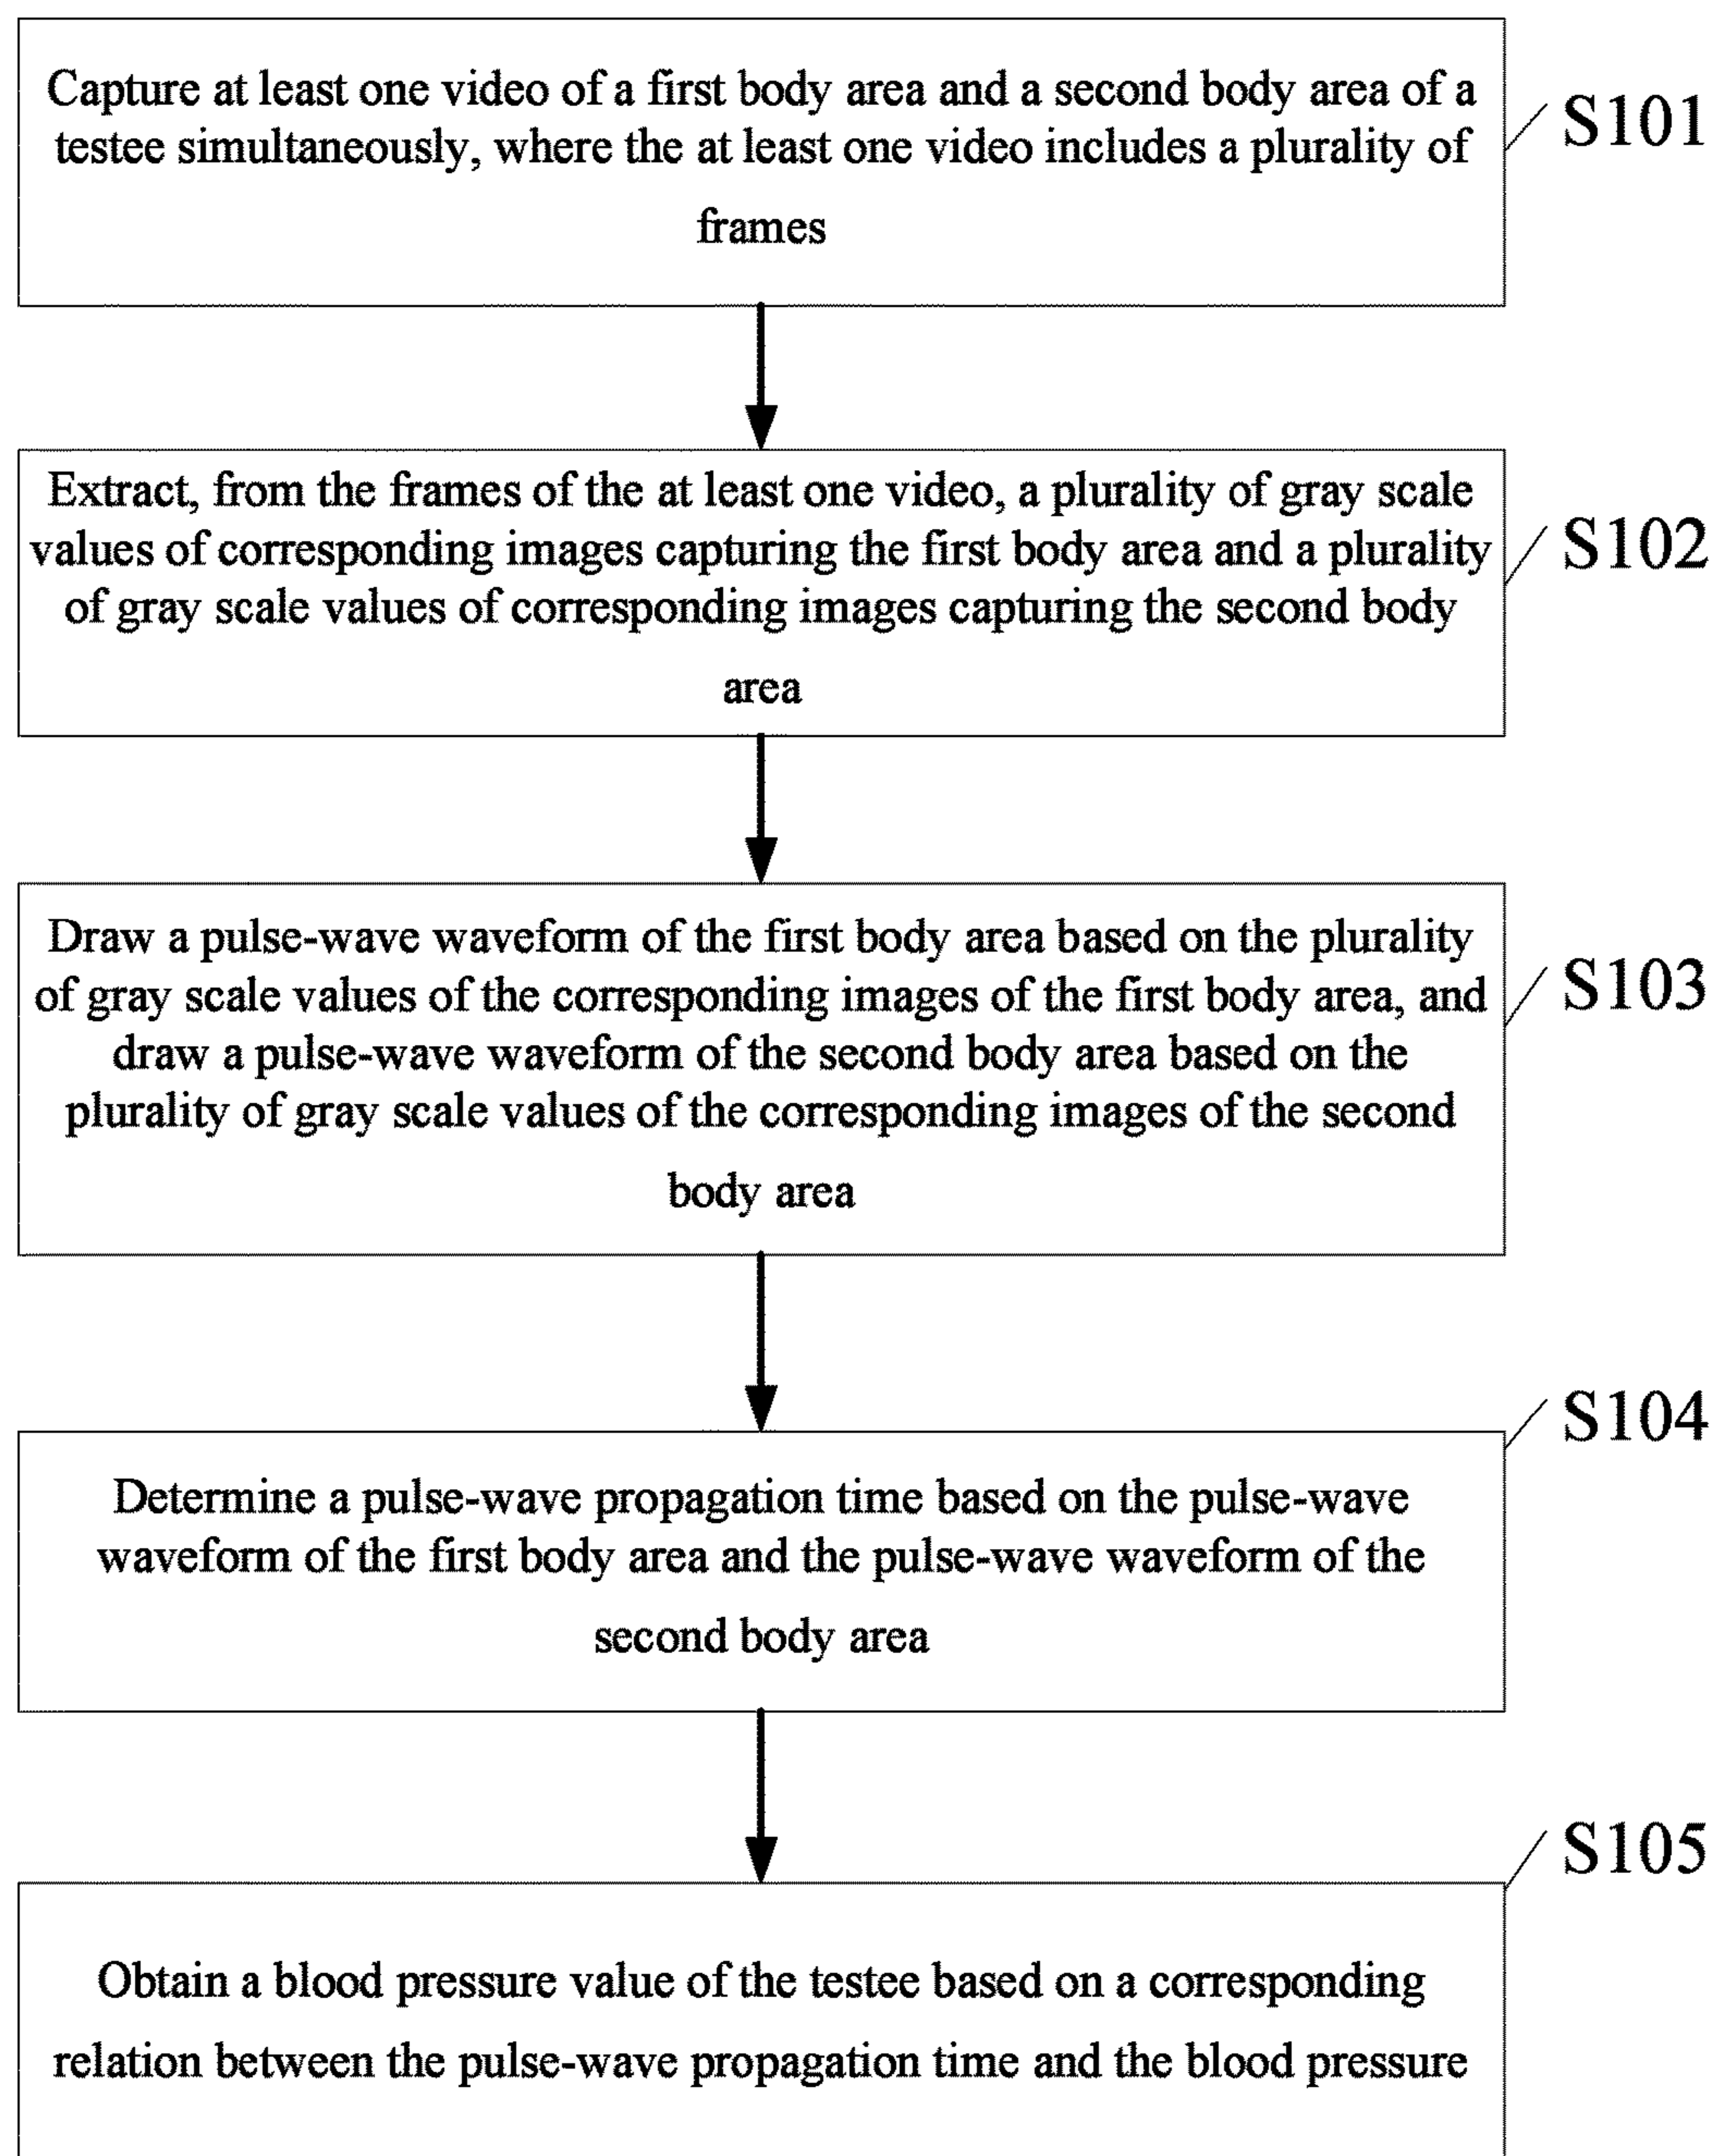 Capture at least one video of a first body area and a second body area of a
testee simultaneously, where the at least one video includes a plurality of
frames
S101
Extract, from the frames of the at least one video, a plurality of gray scale
values of corresponding images capturing the first body area and a plurality
of gray scale values of corresponding images capturing the second body
area
S102
Draw a pulse-wave waveform of the first body area based on the plurality
of gray scale values of the corresponding images of the first body area, and
draw a pulse-wave waveform of the second body area based on the
plurality of gray scale values of the corresponding images of the second
body area
S103
Determine a pulse-wave propagation time based on the pulse-wave
waveform of the first body area and the pulse-wave waveform of the
second body area
S104
Obtain a blood pressure value of the testee based on a corresponding
relation between the pulse-wave propagation time and the blood pressure
S105